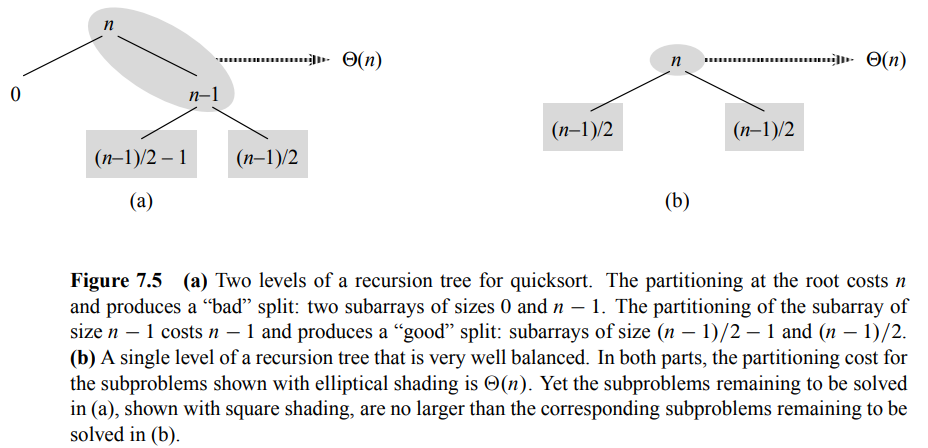 n
Θ(n)
0
n–1
(n–1)/2 – 1
(n–1)/2
(a)
n
Θ(n)
(n–1)/2
(n–1)/2
(b)
Figure 7.5 (a) Two levels of a recursion tree for quicksort. The partitioning at the root costs n
and produces a “bad” split: two subarrays of sizes 0 and n − 1. The partitioning of the subarray of
size n − 1 costs n − 1 and produces a “good” split: subarrays of size (n − 1)/2 − 1 and (n − 1)/2.
(b) A single level of a recursion tree that is very well balanced. In both parts, the partitioning cost for
the subproblems shown with elliptical shading is Θ(n). Yet the subproblems remaining to be solved
in (a), shown with square shading, are no larger than the corresponding subproblems remaining to be
solved in (b).